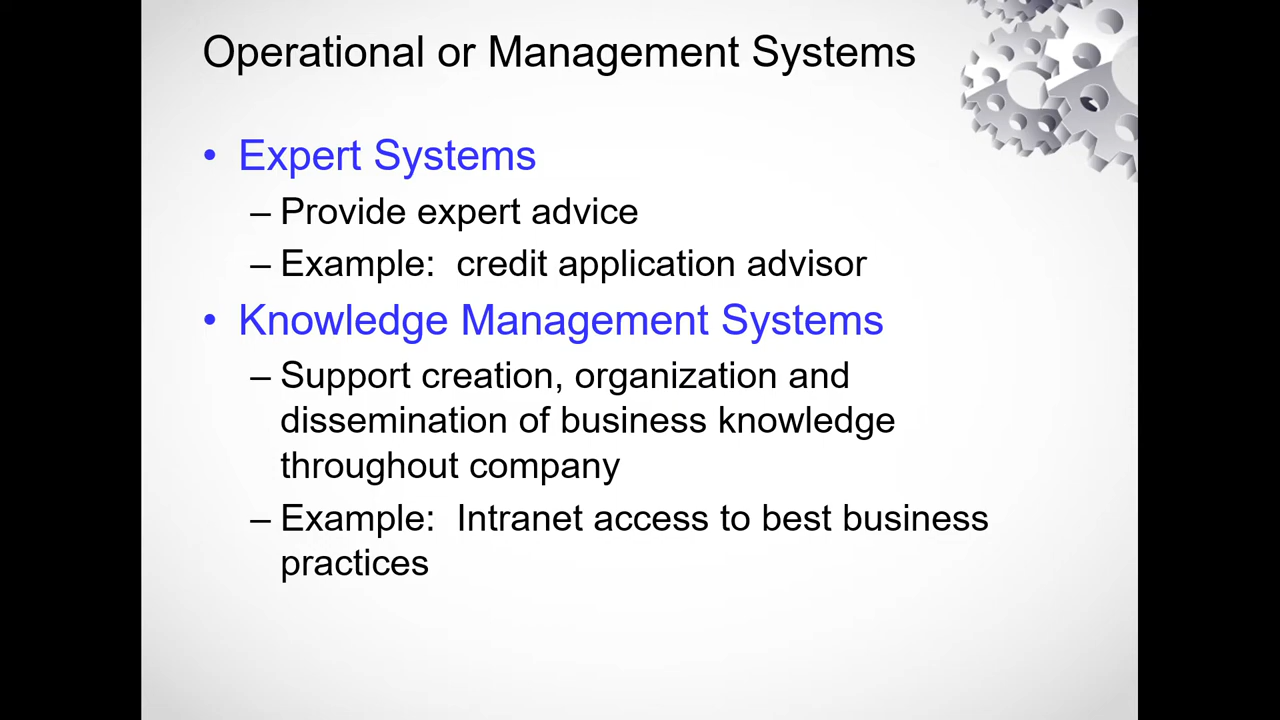 Operational or Management Systems
• Expert Systems
– Provide expert advice
– Example:  credit application advisor
• Knowledge Management Systems
– Support creation, organization and
dissemination of business knowledge
throughout company
– Example:  Intranet access to best business
practices